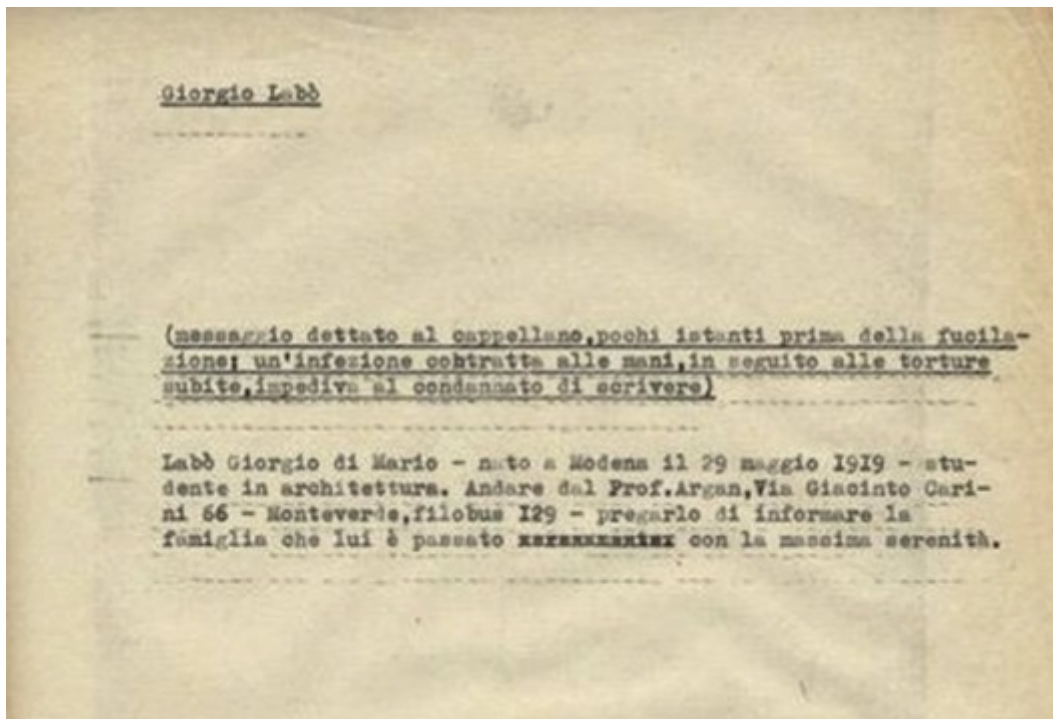 Giorgio Labò
(messaggio dettato al cappellano,pochi istanti prima della fucila-
zione; un'infezione cobtratta alle mani,in seguito alle torture
subite,impediva al condannato di scrivere)
Labò Giorgio di Mario - nato a Modena il 29 maggio I9I9 - stu-
dente in architettura. Andare dal Prof.Argan,Via Giacinto Cari-
ni 66 - Monteverde,filobus I29 - pregarlo di informare la
famiglia che lui è passato con la massima serenità.